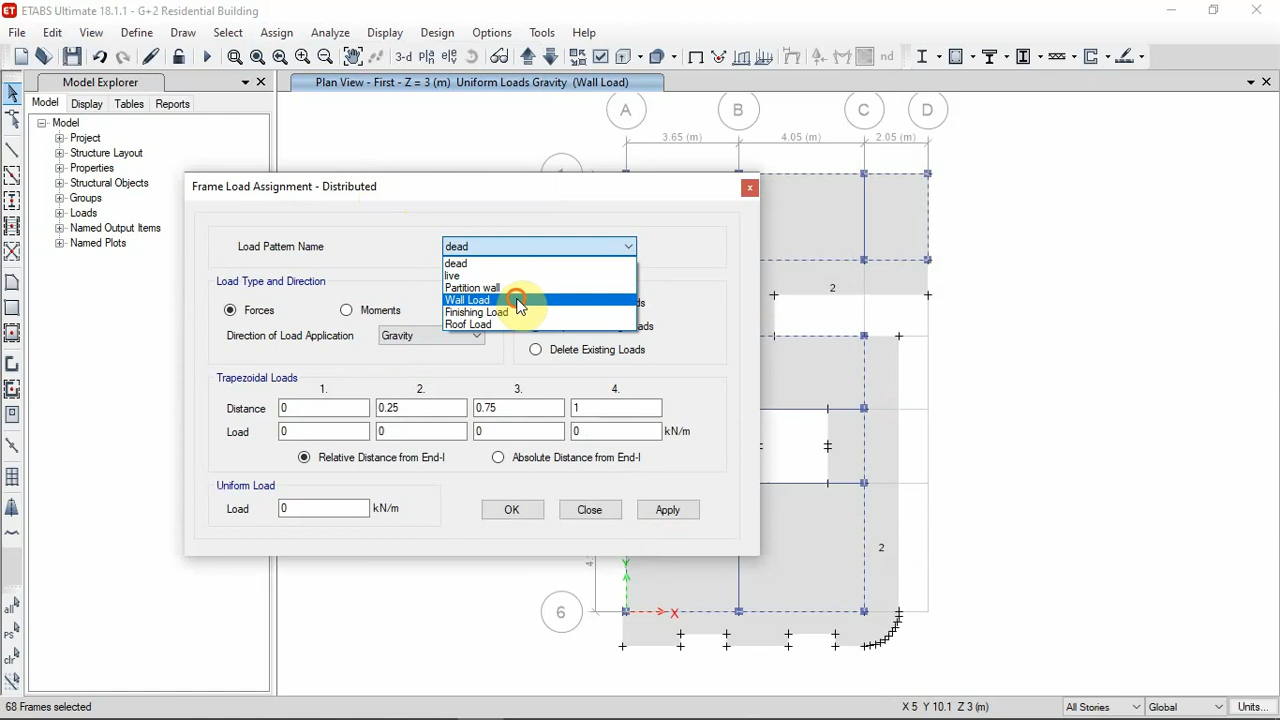 ETABS Ultimate 18.1.1 - G+2 Residential Building
File Edit View Define Draw Select Assign Analyze Display Design Options Tools Help
3-d
nd
Model Explorer
Plan View - First - Z = 3 (m) Uniform Loads Gravity (Wall Load)
Model Display Tables Reports
Model
Project
Structure Layout
Properties
Structural Objects
Groups
Loads
Named Output Items
Named Plots
A B C D
3.65 (m) 4.05 (m) 2.05 (m)
Frame Load Assignment - Distributed
Load Pattern Name dead
dead
live
Partition wall
Wall Load
Finishing Load
Roof Load
Load Type and Direction
Forces Moments
Direction of Load Application Gravity
Delete Existing Loads
Trapezoidal Loads
1. 2. 3. 4.
Distance 0 0.25 0.75 1
Load 0 0 0 0 kN/m
Relative Distance from End-I Absolute Distance from End-I
Uniform Load
Load 0 kN/m
OK Close Apply
2
2
Y
X
6
all
PS
clr
68 Frames selected
X 5 Y 10.1 Z 3 (m)
All Stories Global Units...